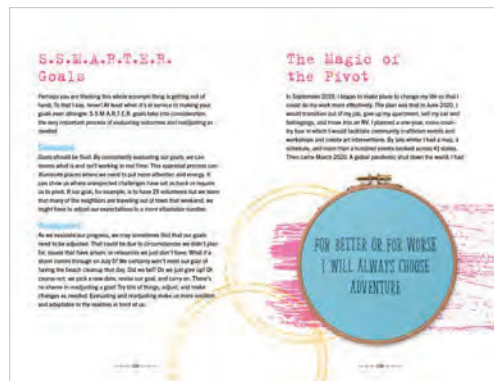 S.S.M.A.R.T.E.R.
Goals
Perhaps you are thinking this whole acronym thing is getting out of
hand. To that I say, never! At least when it's in service to making your
goals even stronger. S.S.M.A.R.T.E.R. goals take into consideration
the very important process of evaluating outcomes and readjusting as
needed.
Evaluating
Goals should be fluid. By consistently evaluating our goals, we can
assess what is and isn't working in real time. This appraisal process can
illuminate places where we need to put more attention and energy. It
can show us where unexpected challenges have set us back or require
us to pivot. If our goal, for example, is to have 25 volunteers but we learn
that many of the neighbors are traveling out of town that weekend, we
might have to adjust our expectations to a more attainable number.
Readjusting
As we evaluate our progress, we may sometimes find that our goals
need to be adjusted. That could be due to circumstances we didn't plan
for, issues that have arisen, or resources we just don't have. What if a
storm comes through on July 5? We certainly won't meet our goal of
having the beach cleanup that day. Did we fail? Do we just give up? Of
course not; we pick a new date, revise our goal, and carry on. There's
no shame in readjusting a goal! Try lots of things, adjust, and make
changes as needed. Evaluating and readjusting make us more resilient
and adaptable to the realities in front of us.
The Magic of
the Pivot
In September 2019, I began to make plans to change my life so that I
could do my work more effectively. The plan was that in June 2020, I
would transition out of my job, give up my apartment, sell my car and
belongings, and move into an RV. I planned a one-year, cross-coun-
try tour in which I would facilitate community craftivism events and
workshops and create art interventions. By late winter I had a map, a
schedule, and more than a hundred events booked across 41 states.
Then came March 2020. A global pandemic shut down the world. I had
FOR BETTER OR FOR WORSE
I WILL ALWAYS CHOOSE
ADVENTURE